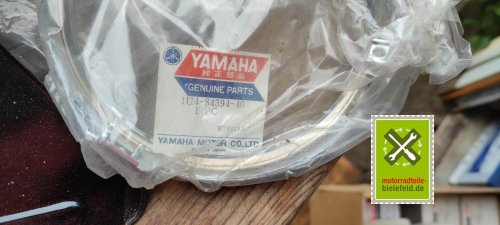 YAMAHA
純正部品
GENUINE PARTS
1U4-84394-40
1 PC
YAMAHA MOTOR CO.,LTD.
motorradteile-
bielefeld.de